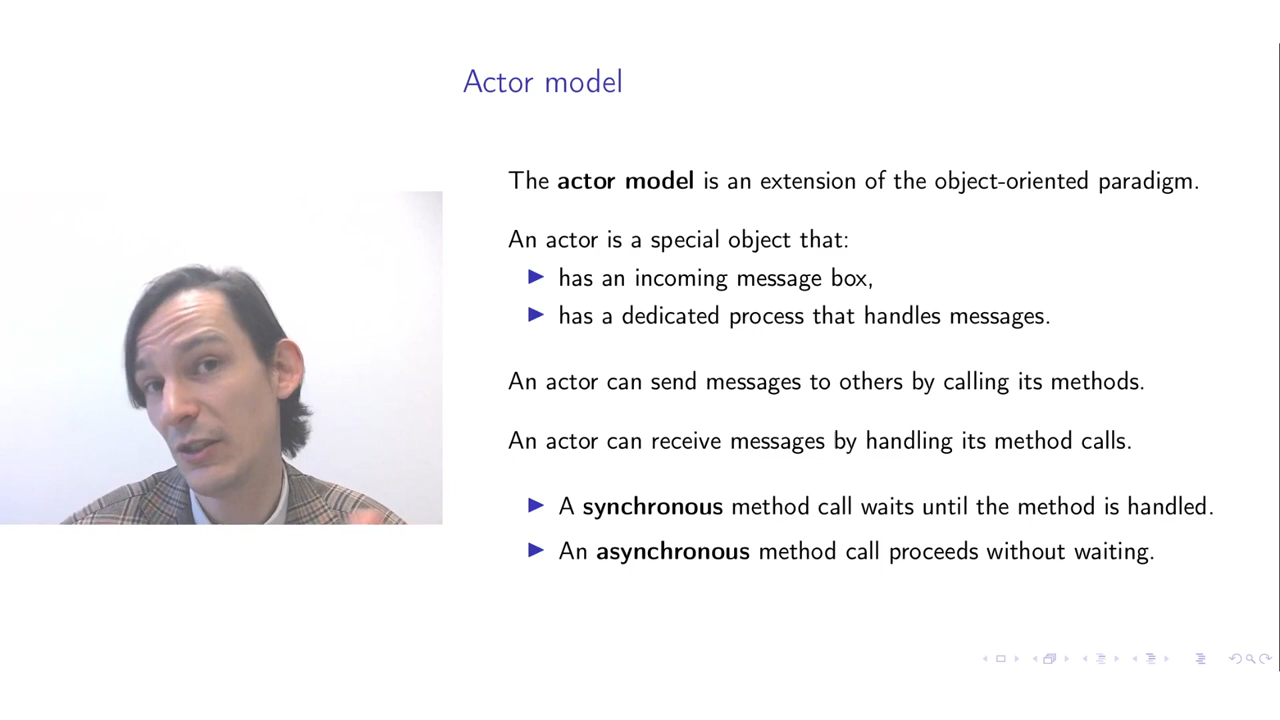 Actor model
The actor model is an extension of the object-oriented paradigm.
An actor is a special object that:
has an incoming message box,
has a dedicated process that handles messages.
An actor can send messages to others by calling its methods.
An actor can receive messages by handling its method calls.
A synchronous method call waits until the method is handled.
An asynchronous method call proceeds without waiting.